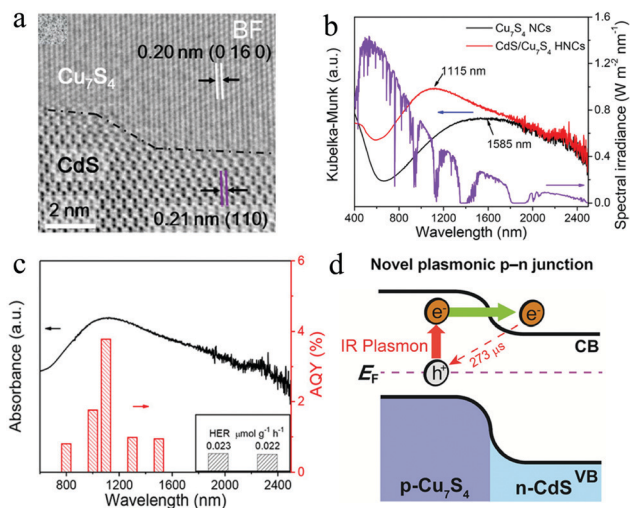 a
BF
0.20 nm (0 16 0)
Cu₇S₄
CdS
0.21 nm (110)
2 nm
b
Kubelka-Munk (a.u.)
Cu₇S₄ NCs
CdS/Cu₇S₄ HNCs
1115 nm
1585 nm
1.6
1.2
0.8
0.4
0.0
Spectral irradiance (W m⁻² nm⁻¹)
400 800 1200 1600 2000 2400
Wavelength (nm)
c
Absorbance (a.u.)
6
4
2
0
AQY (%)
HER μmol g⁻¹ h⁻¹
0.023 0.022
800 1200 1600 2000 2400
Wavelength (nm)
d
Novel plasmonic p–n junction
e⁻ e⁻
CB
IR Plasmon
273 μs
h⁺
E_F
p-Cu₇S₄ n-CdS VB